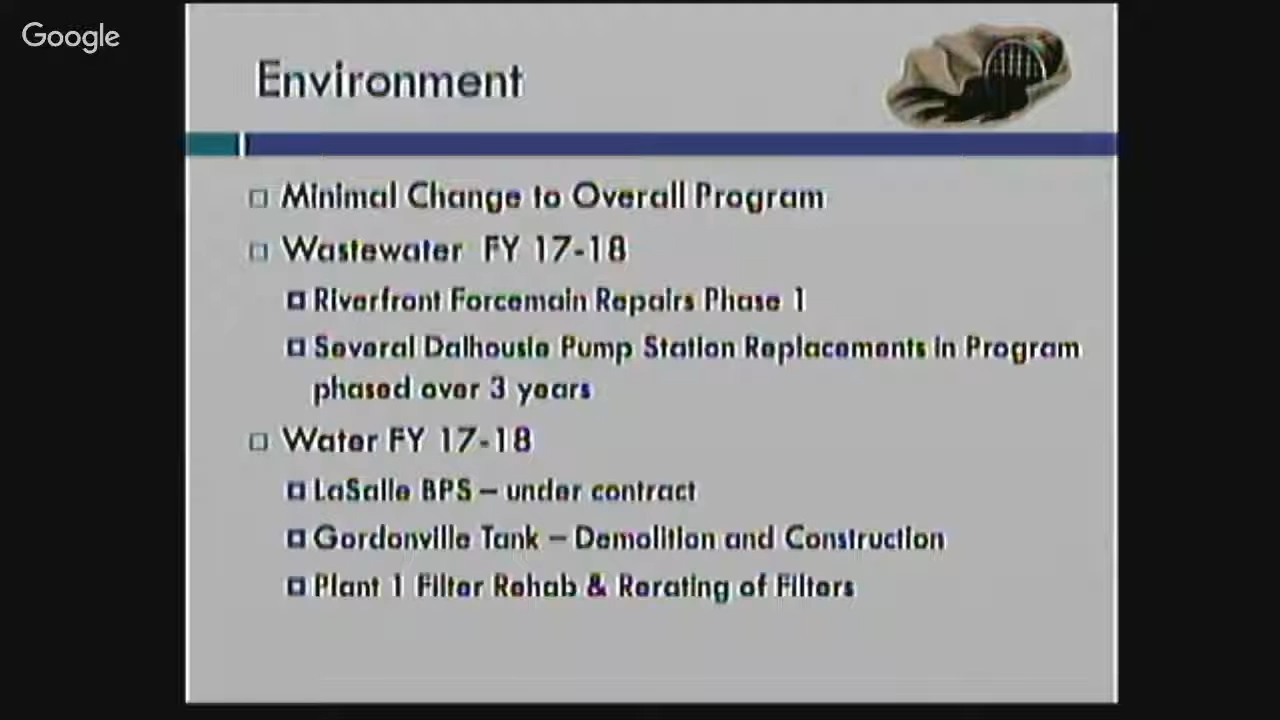 Google
Environment
Minimal Change to Overall Program
Wastewater FY 17-18
Riverfront Forcemain Repairs Phase 1
Several Dalhousie Pump Station Replacements in Program
phased over 3 years
Water FY 17-18
LaSalle BPS – under contract
Gordonville Tank – Demolition and Construction
Plant 1 Filter Rehab & Rerating of Filters